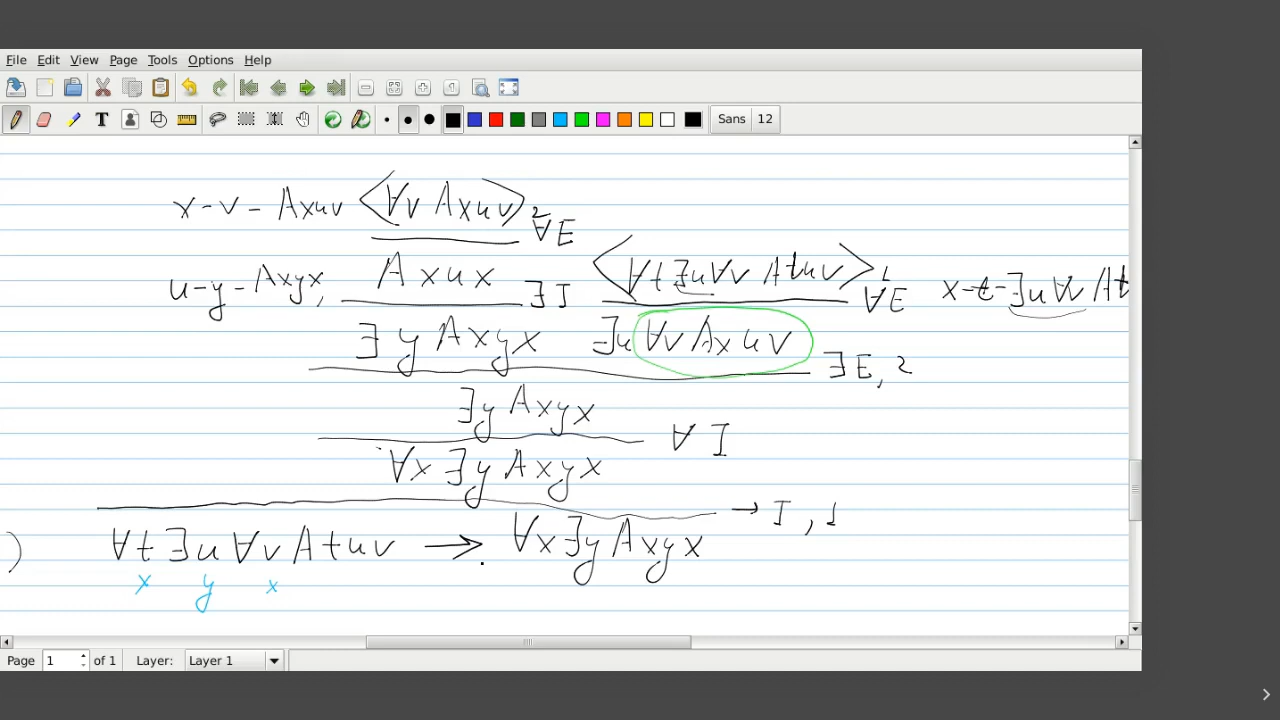 File Edit View Page Tools Options Help
Sans 12
x-v-Axuv <∀v Axuv>² ∀E
u-y-Axyx, Axux ∃I <∀t∃u∀v Atuv>¹ ∀E x-t-∃u∀v At
∃y Axyx ∃u ∀v Axuv ∃E, 2
∃y Axyx
∀I
∀x ∃y Axyx
→I, 1
) ∀t ∃u ∀v Atuv → ∀x∃y Axyx
x y x
Page 1 of 1 Layer: Layer 1